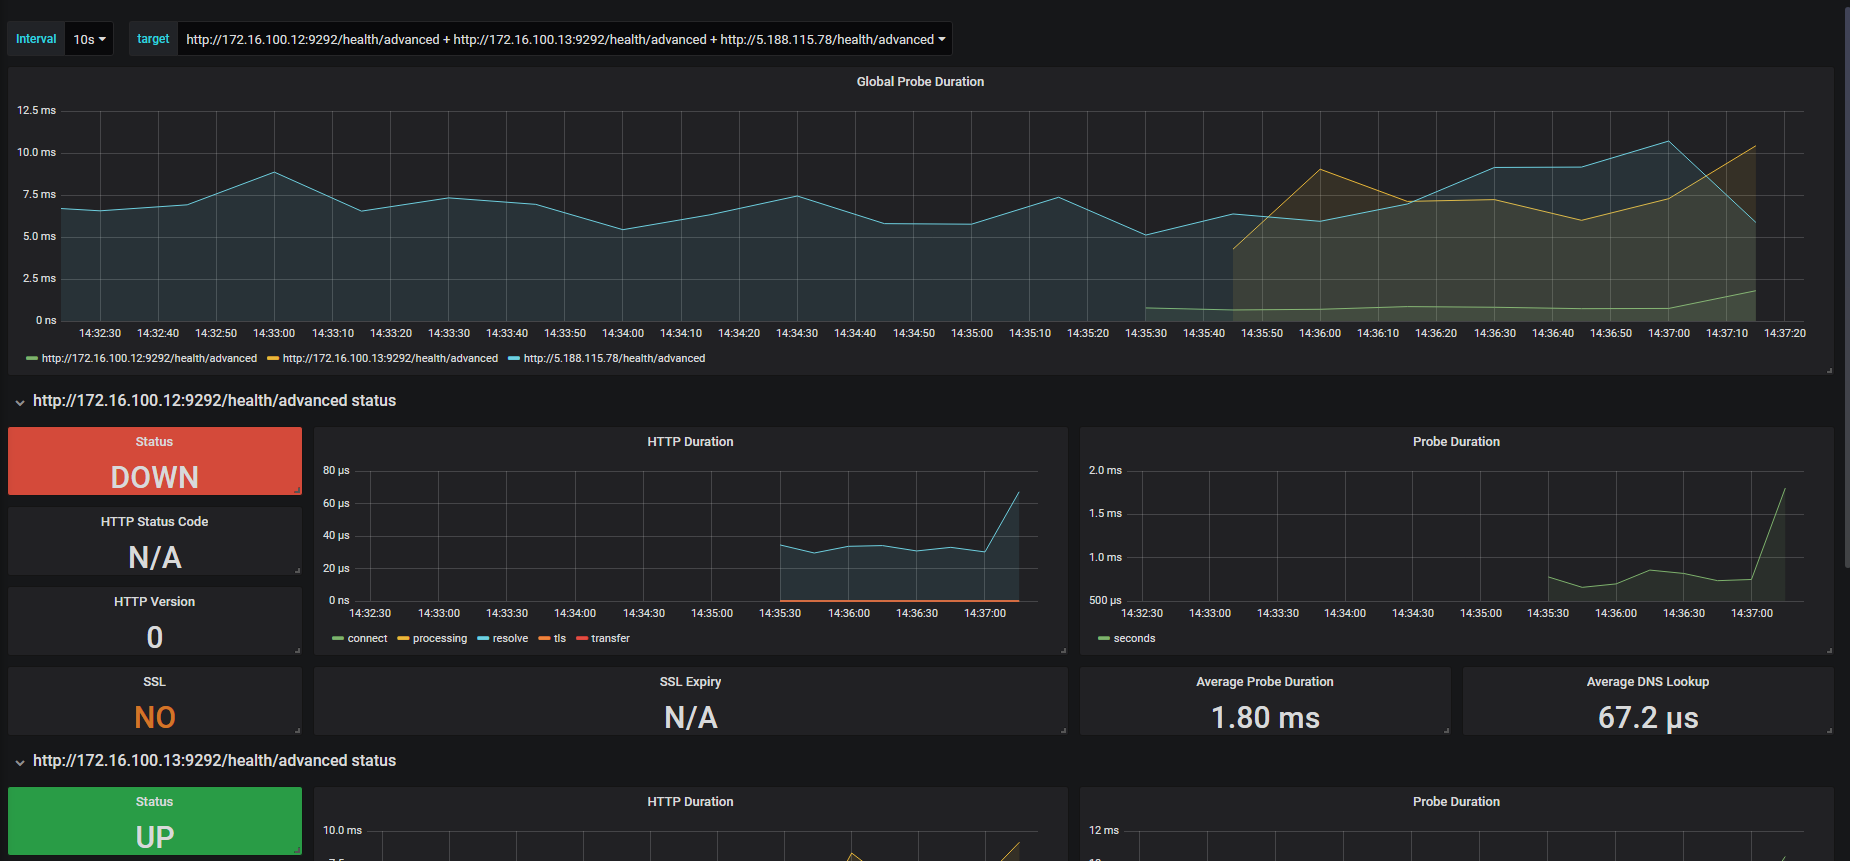 Interval 10s target http://172.16.100.12:9292/health/advanced + http://172.16.100.13:9292/health/advanced + http://5.188.115.78/health/advanced
Global Probe Duration
12.5 ms
10.0 ms
7.5 ms
5.0 ms
2.5 ms
0 ns
14:32:30 14:32:40 14:32:50 14:33:00 14:33:10 14:33:20 14:33:30 14:33:40 14:33:50 14:34:00 14:34:10 14:34:20 14:34:30 14:34:40 14:34:50 14:35:00 14:35:10 14:35:20 14:35:30 14:35:40 14:35:50 14:36:00 14:36:10 14:36:20 14:36:30 14:36:40 14:36:50 14:37:00 14:37:10 14:37:20
http://172.16.100.12:9292/health/advanced http://172.16.100.13:9292/health/advanced http://5.188.115.78/health/advanced
http://172.16.100.12:9292/health/advanced status
Status
DOWN
HTTP Status Code
N/A
HTTP Version
0
HTTP Duration
80 µs
60 µs
40 µs
20 µs
0 ns
14:32:30 14:33:00 14:33:30 14:34:00 14:34:30 14:35:00 14:35:30 14:36:00 14:36:30 14:37:00
connect processing resolve tls transfer
Probe Duration
2.0 ms
1.5 ms
1.0 ms
500 µs
14:32:30 14:33:00 14:33:30 14:34:00 14:34:30 14:35:00 14:35:30 14:36:00 14:36:30 14:37:00
seconds
SSL
NO
SSL Expiry
N/A
Average Probe Duration
1.80 ms
Average DNS Lookup
67.2 µs
http://172.16.100.13:9292/health/advanced status
Status
UP
HTTP Duration
10.0 ms
Probe Duration
12 ms